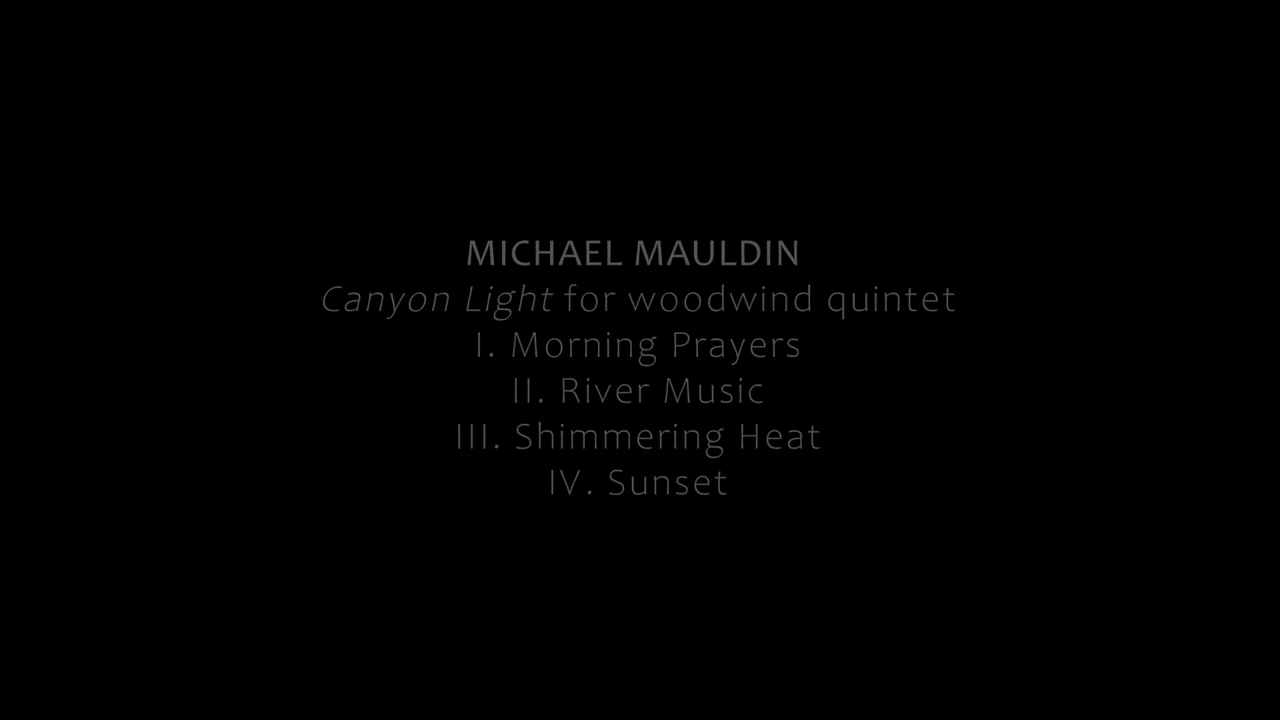 MICHAEL MAULDIN
Canyon Light for woodwind quintet
I. Morning Prayers
II. River Music
III. Shimmering Heat
IV. Sunset